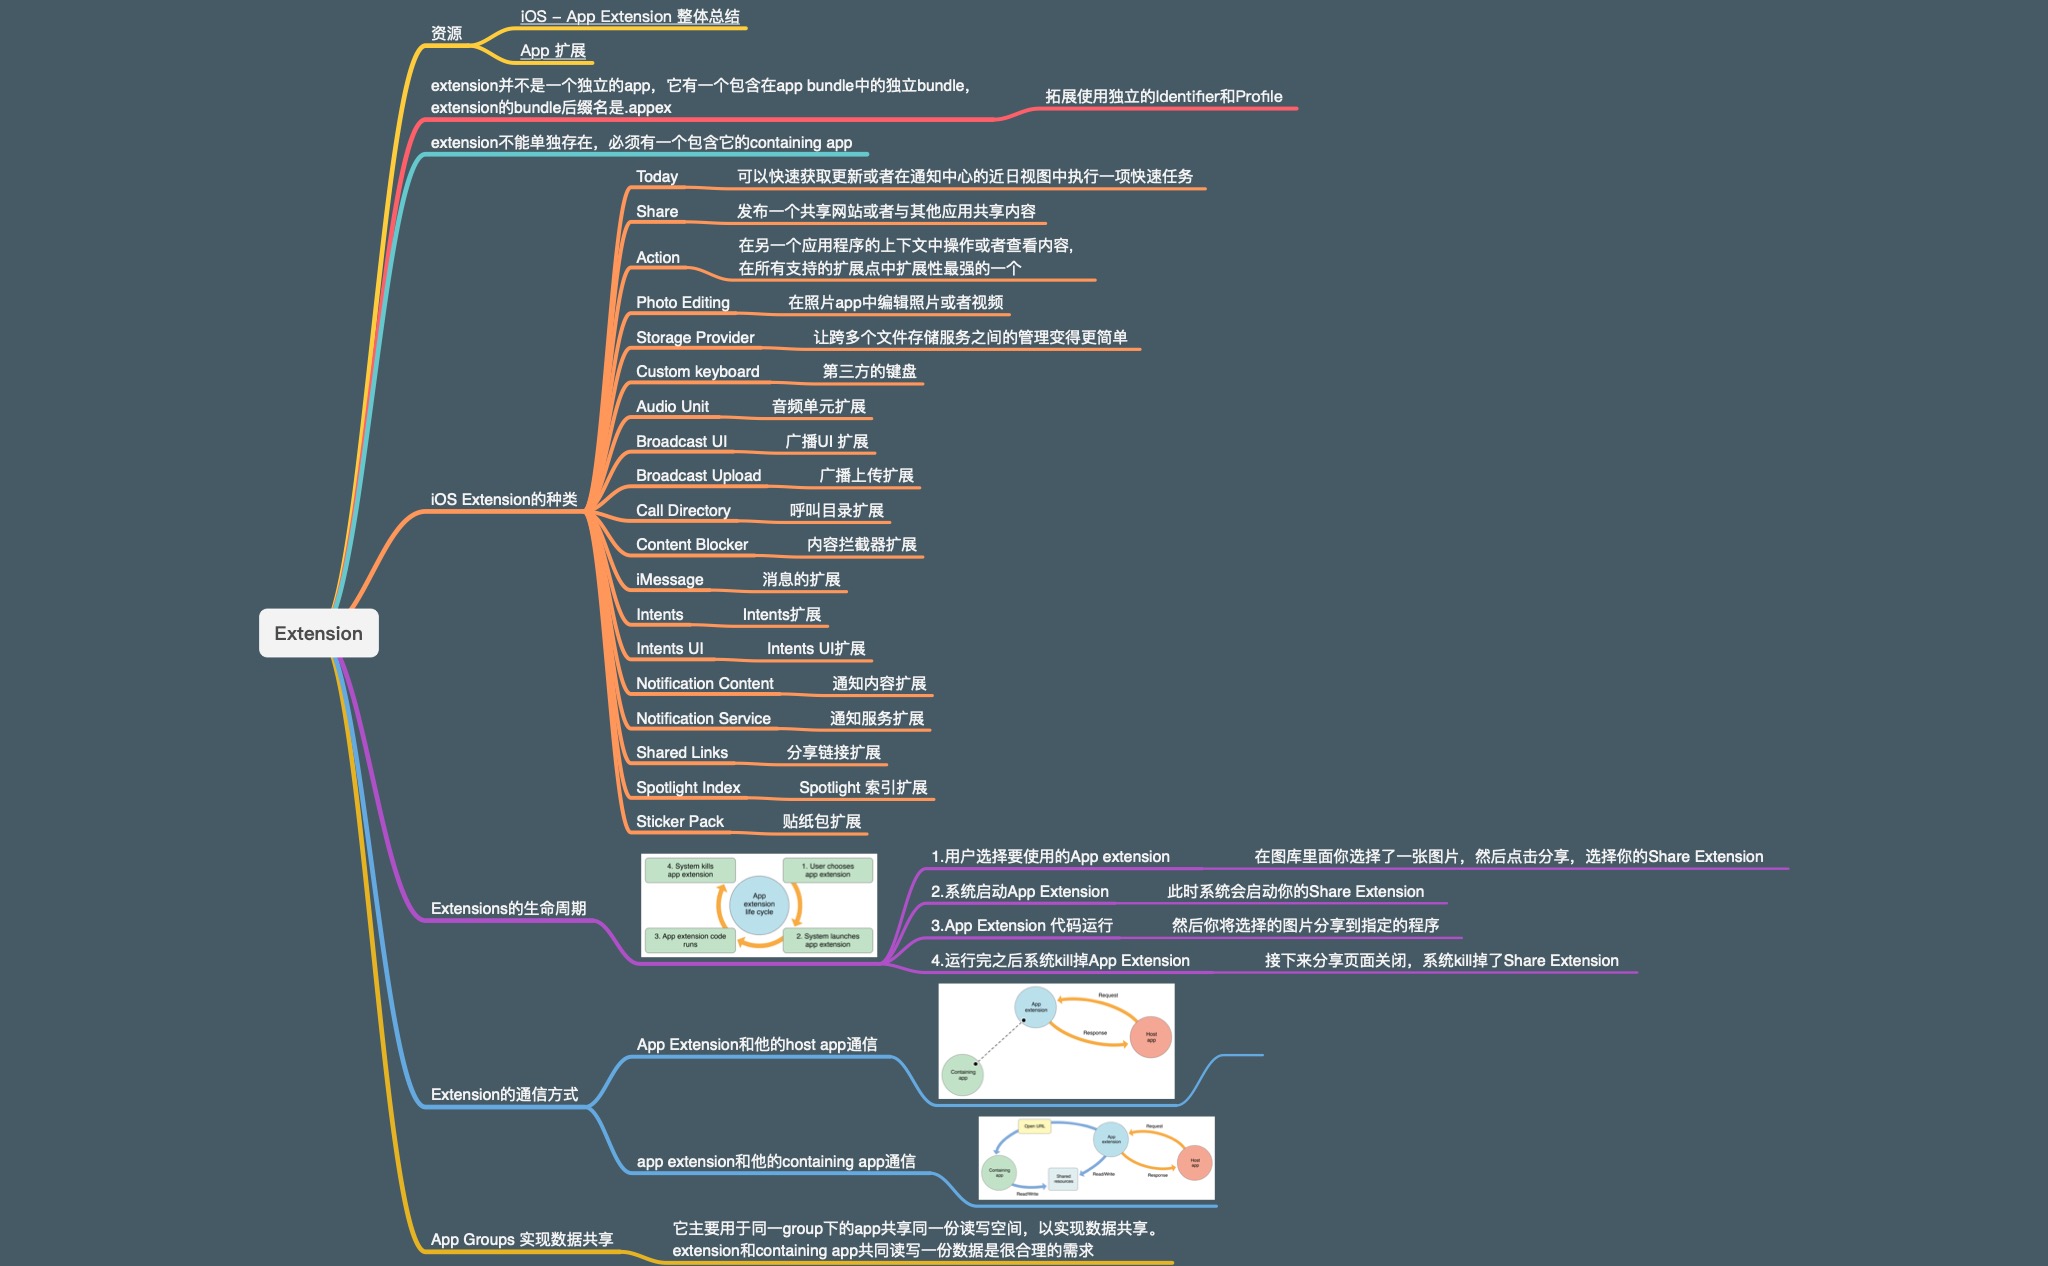 资源
iOS - App Extension 整体总结
App 扩展
extension并不是一个独立的app，它有一个包含在app bundle中的独立bundle，
extension的bundle后缀名是.appex
拓展使用独立的Identifier和Profile
extension不能单独存在，必须有一个包含它的containing app
Extension
iOS Extension的种类
Today
可以快速获取更新或者在通知中心的近日视图中执行一项快速任务
Share
发布一个共享网站或者与其他应用共享内容
Action
在另一个应用程序的上下文中操作或者查看内容，
在所有支持的扩展点中扩展性最强的一个
Photo Editing
在照片app中编辑照片或者视频
Storage Provider
让跨多个文件存储服务之间的管理变得更简单
Custom keyboard
第三方的键盘
Audio Unit
音频单元扩展
Broadcast UI
广播UI 扩展
Broadcast Upload
广播上传扩展
Call Directory
呼叫目录扩展
Content Blocker
内容拦截器扩展
iMessage
消息的扩展
Intents
Intents扩展
Intents UI
Intents UI扩展
Notification Content
通知内容扩展
Notification Service
通知服务扩展
Shared Links
分享链接扩展
Spotlight Index
Spotlight 索引扩展
Sticker Pack
贴纸包扩展
Extensions的生命周期
4. System kills
app extension
1. User chooses
app extension
App
extension
life cycle
3. App extension code
runs
2. System launches
app extension
1.用户选择要使用的App extension
在图库里面你选择了一张图片，然后点击分享，选择你的Share Extension
2.系统启动App Extension
此时系统会启动你的Share Extension
3.App Extension 代码运行
然后你将选择的图片分享到指定的程序
4.运行完之后系统kill掉App Extension
接下来分享页面关闭，系统kill掉了Share Extension
Extension的通信方式
App Extension和他的host app通信
App
extension
Request
Response
Host
app
Containing
app
app extension和他的containing app通信
Open URL
App
extension
Request
Host
app
Containing
app
Shared
resources
Read/Write
Response
Read/Write
App Groups 实现数据共享
它主要用于同一group下的app共享同一份读写空间，以实现数据共享。
extension和containing app共同读写一份数据是很合理的需求